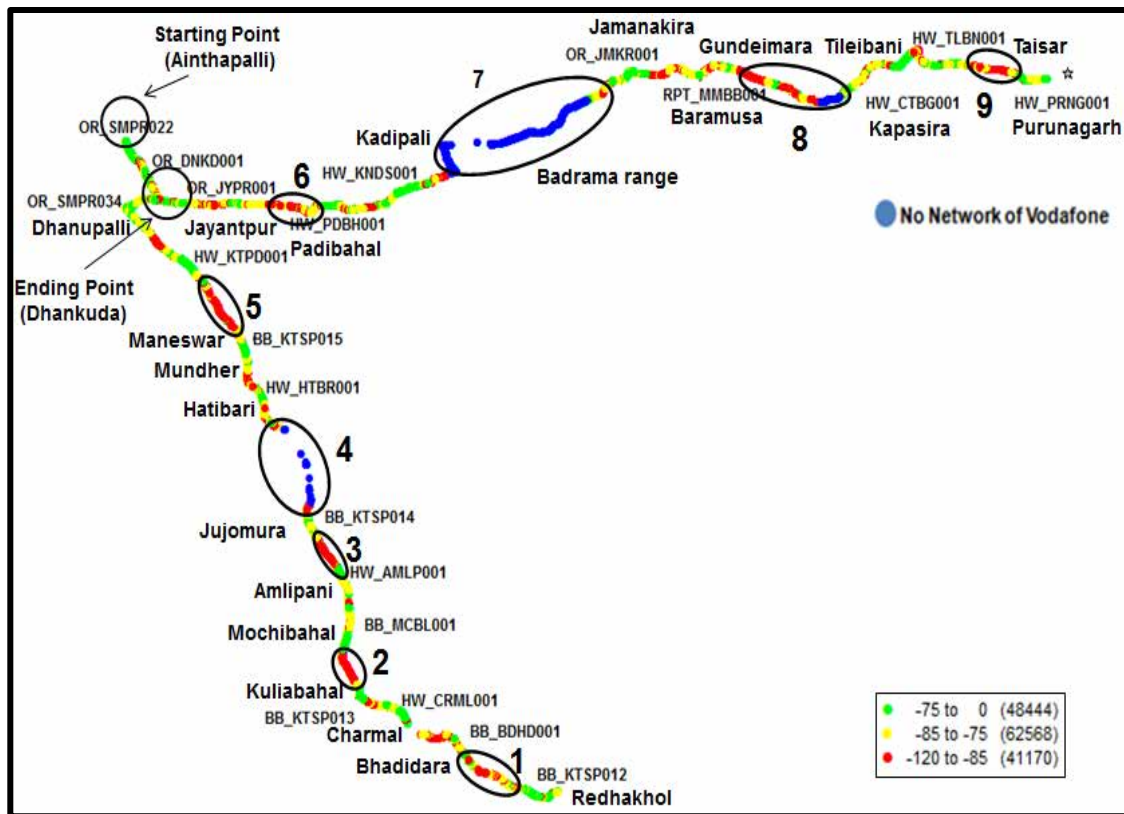 Starting Point
(Ainthapalli)
OR_SMPR022
OR_DNKD001
OR_JYPR001
OR_SMPR034
Dhanupalli
Jayantpur
6
HW_PDBH001
Padibahal
HW_KNDS001
Kadipali
7
Badrama range
Jamanakira
OR_JMKR001
Gundeimara
RPT_MMBB001
Baramusa
8
Tileibani
HW_TLBN001
HW_CTBG001
Kapasira
9
Taisar
HW_PRNG001
Purunagarh
No Network of Vodafone
Ending Point
(Dhankuda)
HW_KTPD001
5
Maneswar
BB_KTSP015
Mundher
HW_HTBR001
Hatibari
4
BB_KTSP014
Jujomura
3
HW_AMLP001
Amlipani
BB_MCBL001
Mochibahal
2
Kuliabahal
HW_CRML001
BB_KTSP013
Charmal
BB_BDHD001
Bhadidara
1
BB_KTSP012
Redhakhol
-75 to 0 (48444)
-85 to -75 (62568)
-120 to -85 (41170)